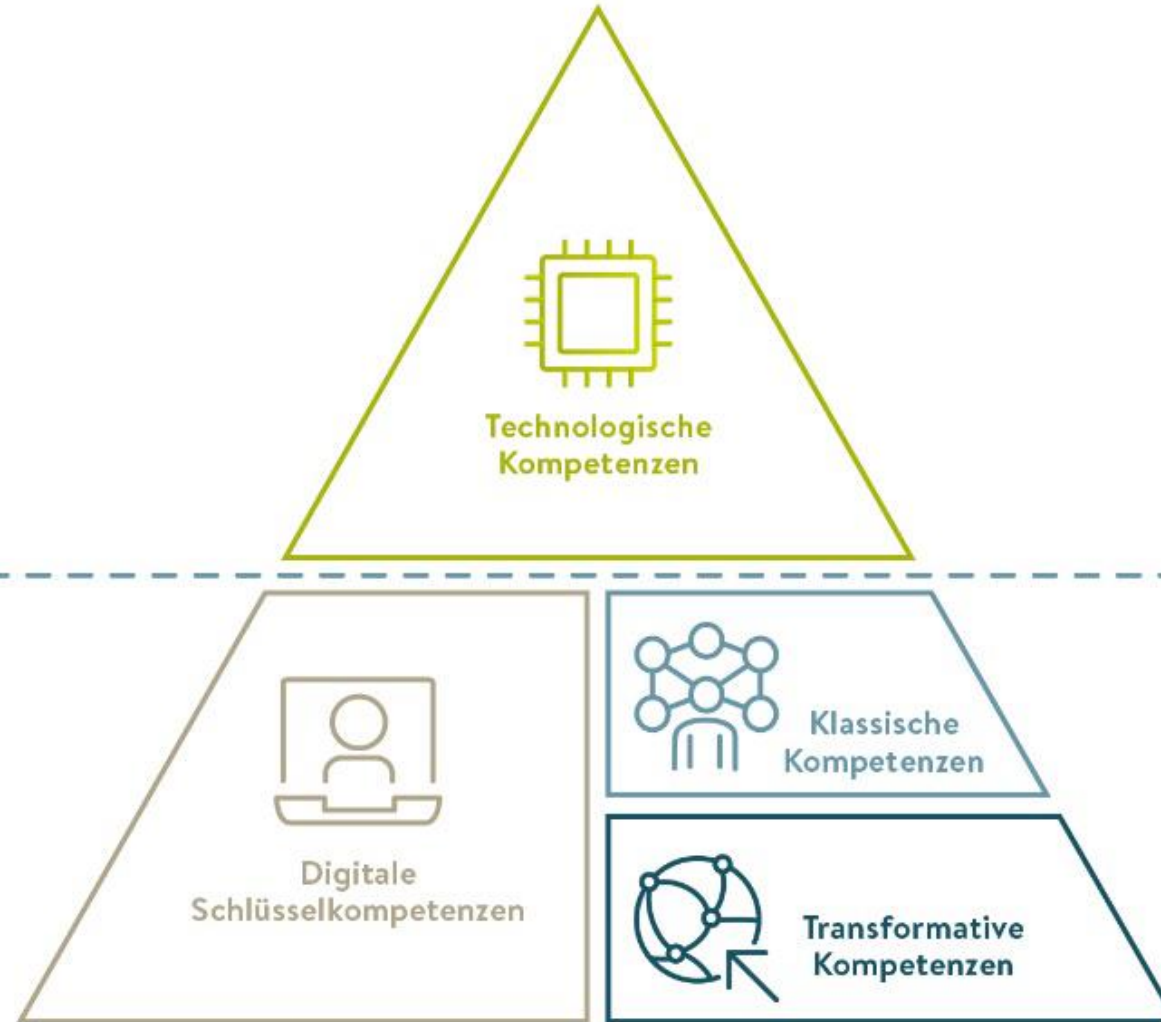 Technologische
Kompetenzen
Digitale
Schlüsselkompetenzen
Klassische
Kompetenzen
Transformative
Kompetenzen